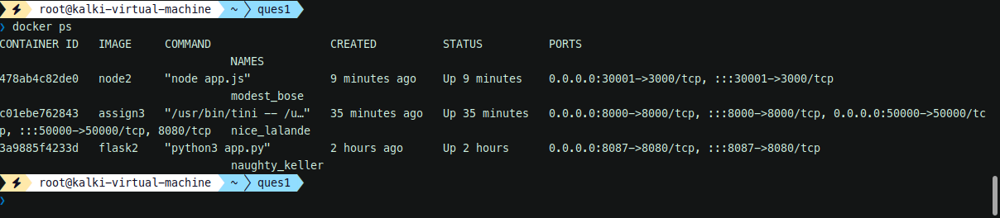 root@kalki-virtual-machine ~ ques1
❯ docker ps
CONTAINER ID   IMAGE     COMMAND                  CREATED          STATUS          PORTS
                                   NAMES
478ab4c82de0   node2     "node app.js"            9 minutes ago    Up 9 minutes    0.0.0.0:30001->3000/tcp, :::30001->3000/tcp
                                   modest_bose
c01ebe762843   assign3   "/usr/bin/tini -- /u…"   35 minutes ago   Up 35 minutes   0.0.0.0:8000->8000/tcp, :::8000->8000/tcp, 0.0.0.0:50000->50000/tc
p, :::50000->50000/tcp, 8080/tcp   nice_lalande
3a9885f4233d   flask2    "python3 app.py"         2 hours ago      Up 2 hours      0.0.0.0:8087->8080/tcp, :::8087->8080/tcp
                                   naughty_keller
root@kalki-virtual-machine ~ ques1
❯